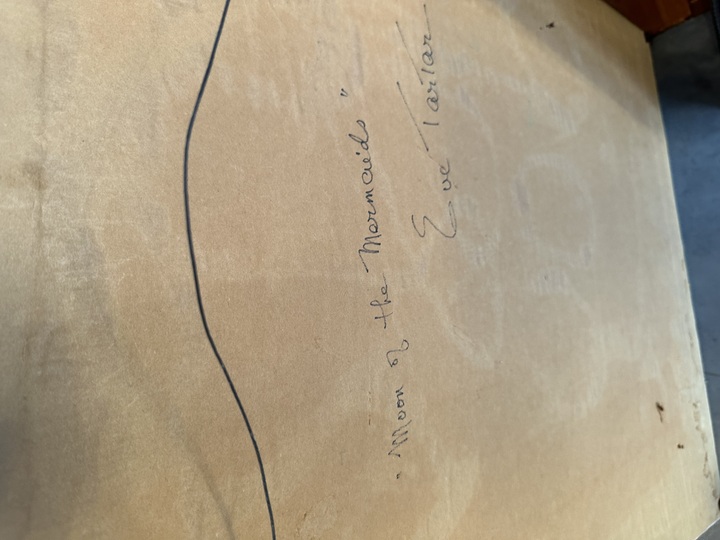 "Moon of the Mermaids"
Eve Tartar